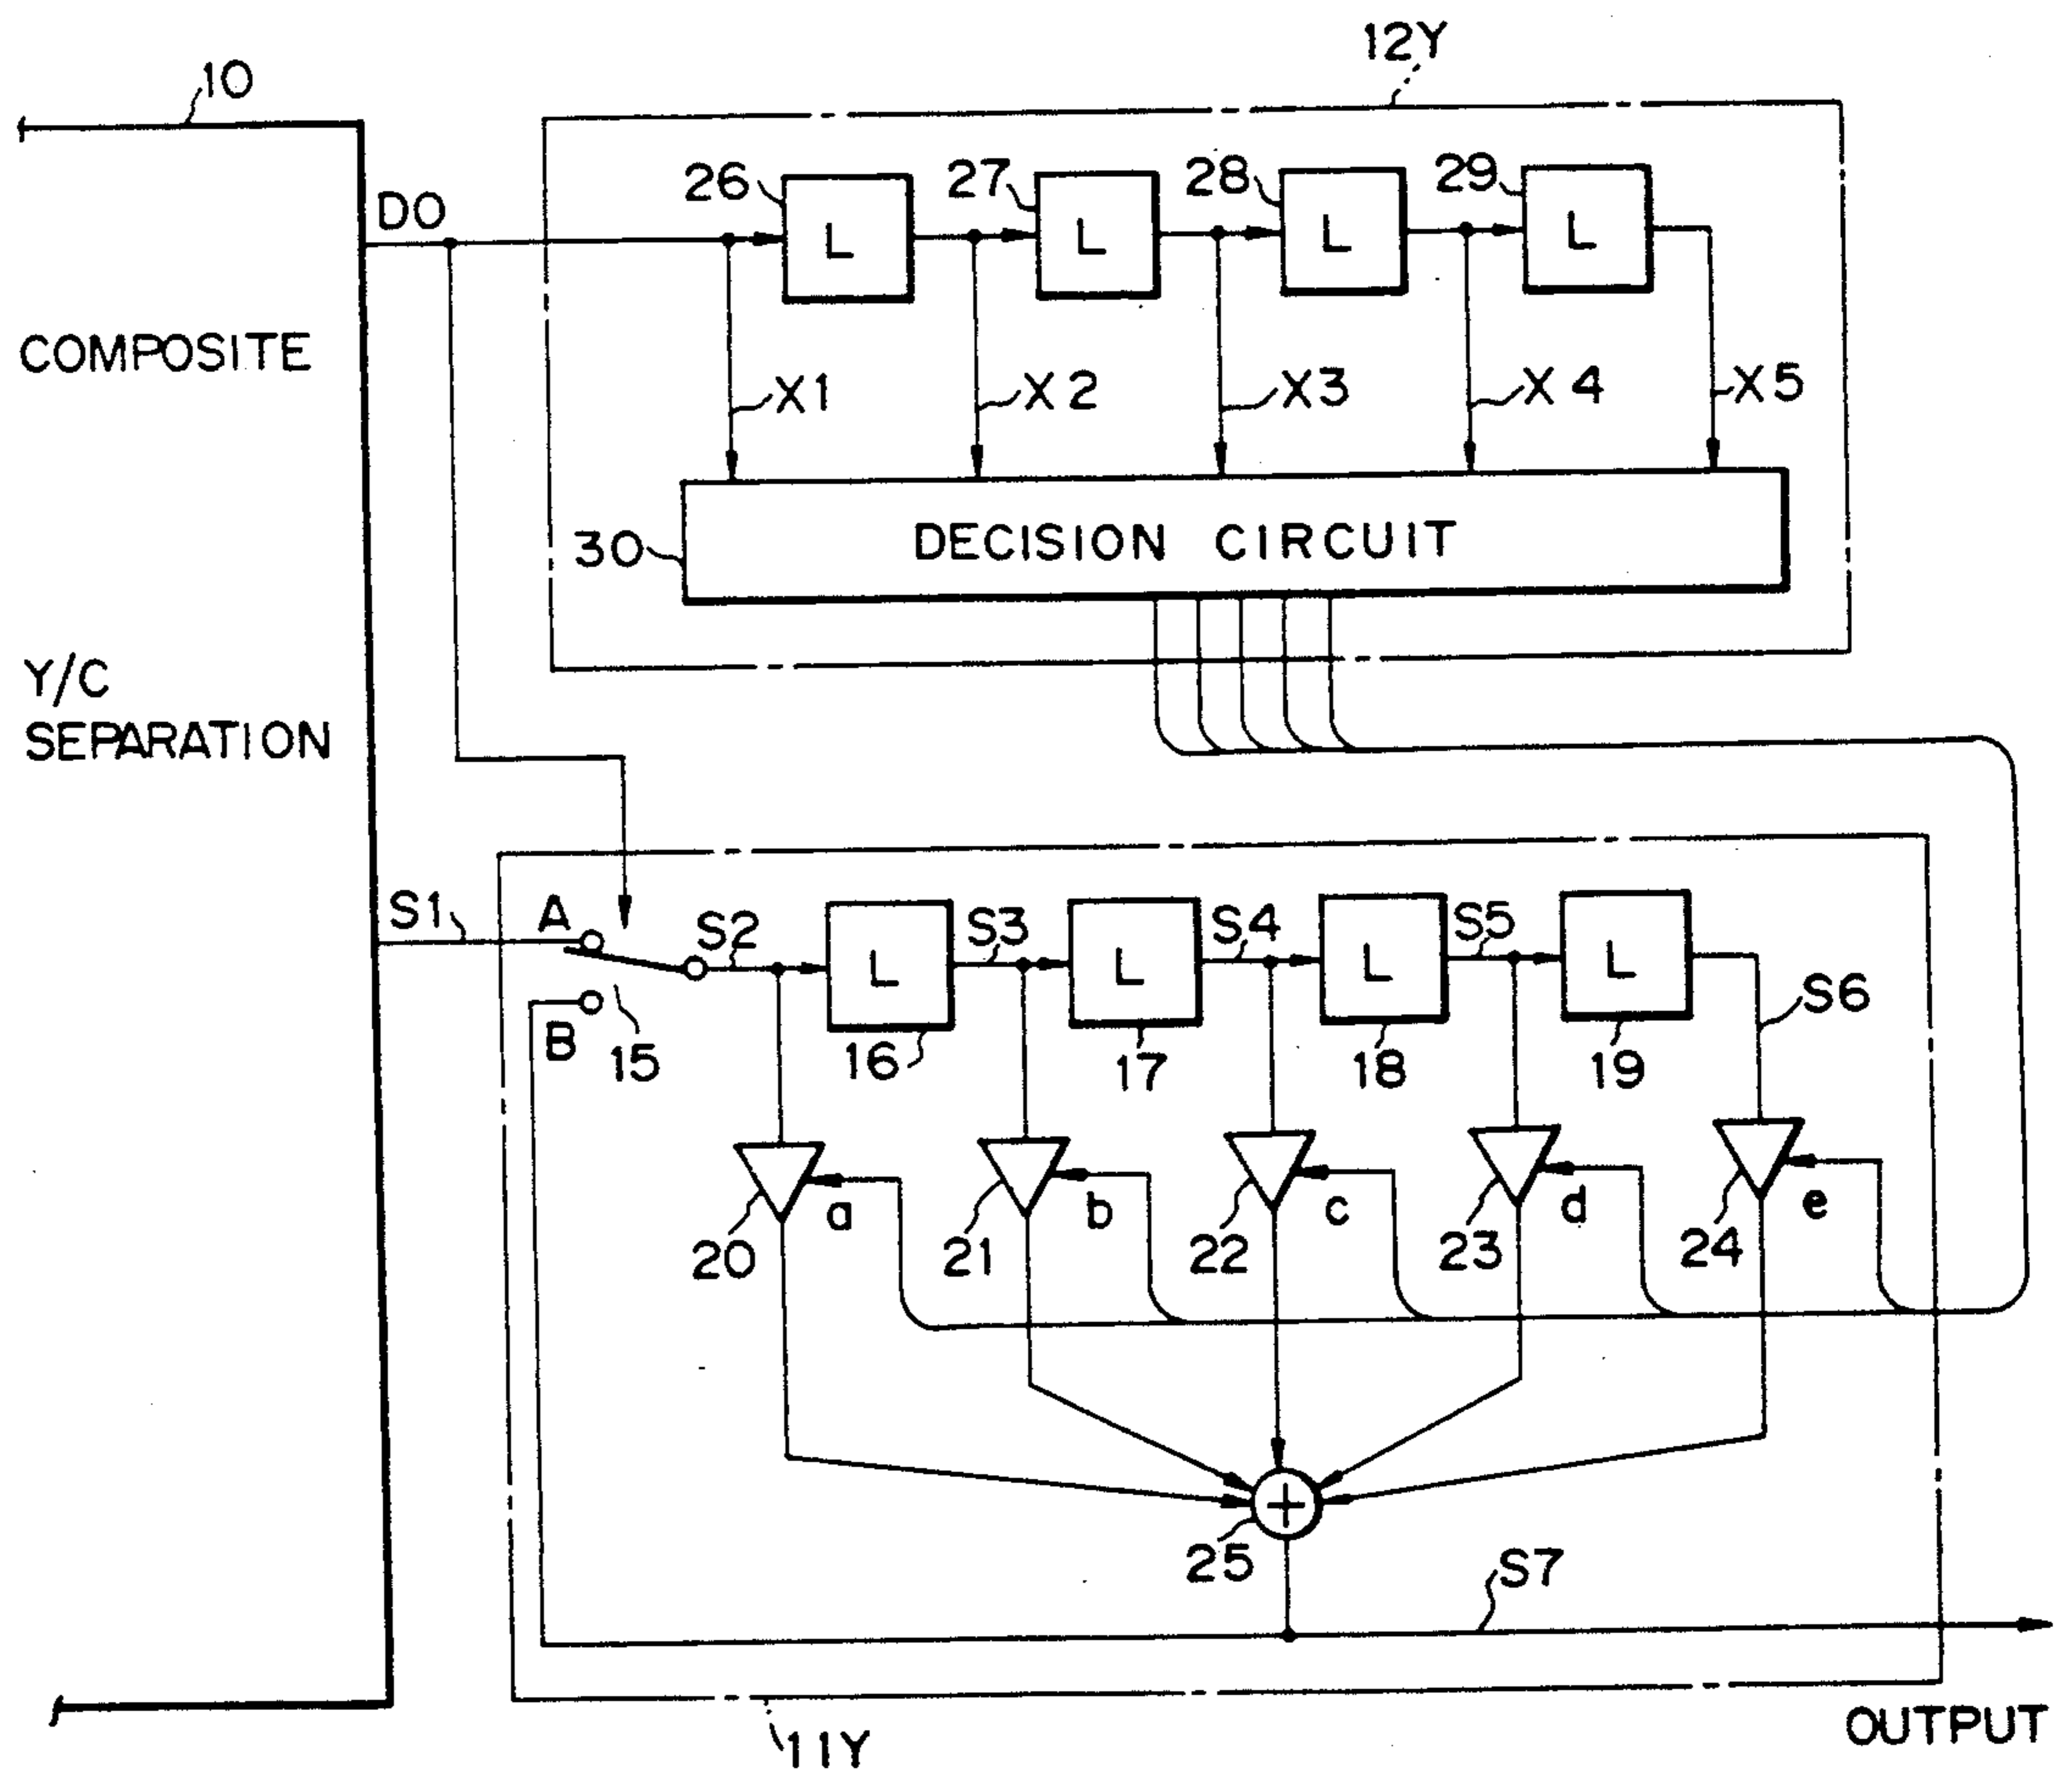 12Y
10
DO
26
27
28
29
L
L
L
L
COMPOSITE
X1
X2
X3
X4
X5
30
DECISION CIRCUIT
Y/C
SEPARATION
S1
A
S2
L
S3
L
S4
L
S5
L
S6
B
15
16
17
18
19
20
a
21
b
22
c
23
d
24
e
+
25
S7
OUTPUT
11Y